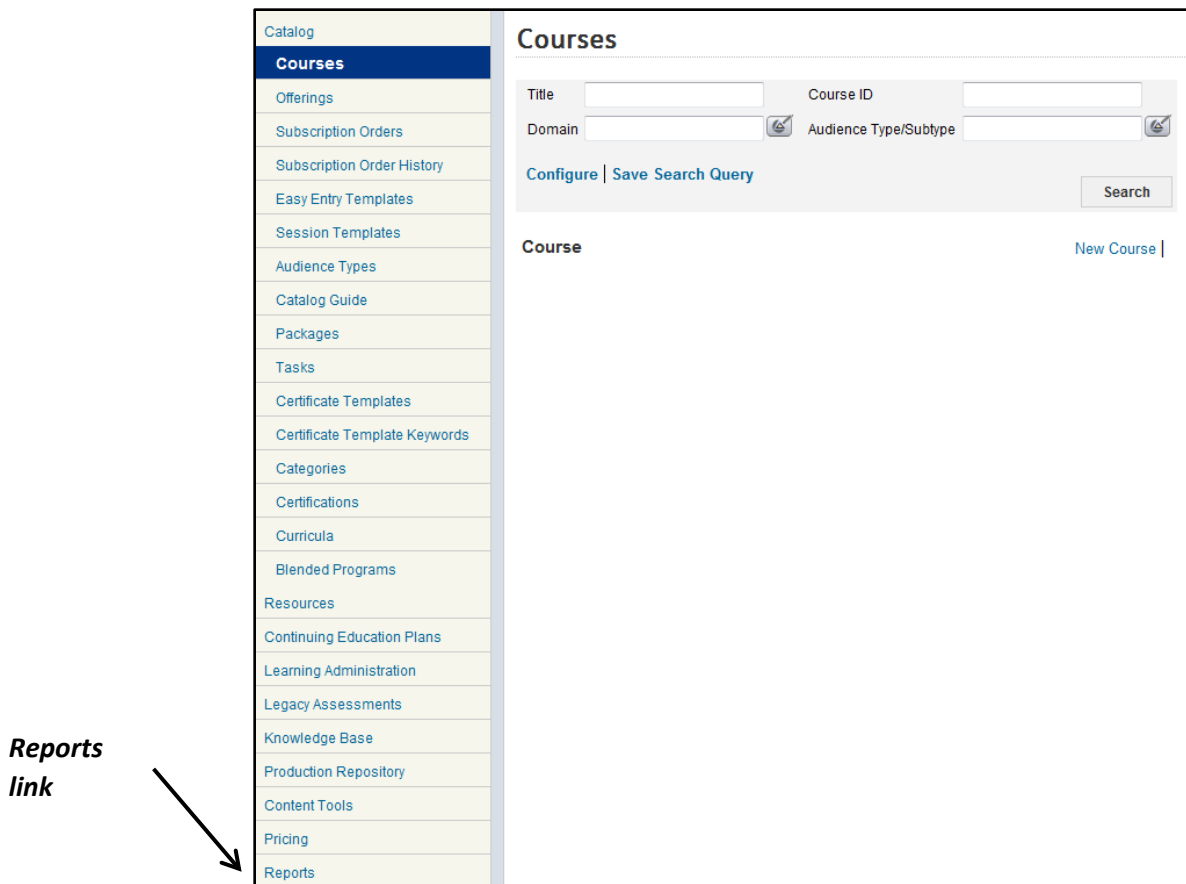 Catalog
Courses
Offerings
Subscription Orders
Subscription Order History
Easy Entry Templates
Session Templates
Audience Types
Catalog Guide
Packages
Tasks
Certificate Templates
Certificate Template Keywords
Categories
Certifications
Curricula
Blended Programs
Resources
Continuing Education Plans
Learning Administration
Legacy Assessments
Knowledge Base
Production Repository
Content Tools
Pricing
Reports
Reports
link
Courses
Title Course ID
Domain Audience Type/Subtype
Configure | Save Search Query
Search
Course New Course |